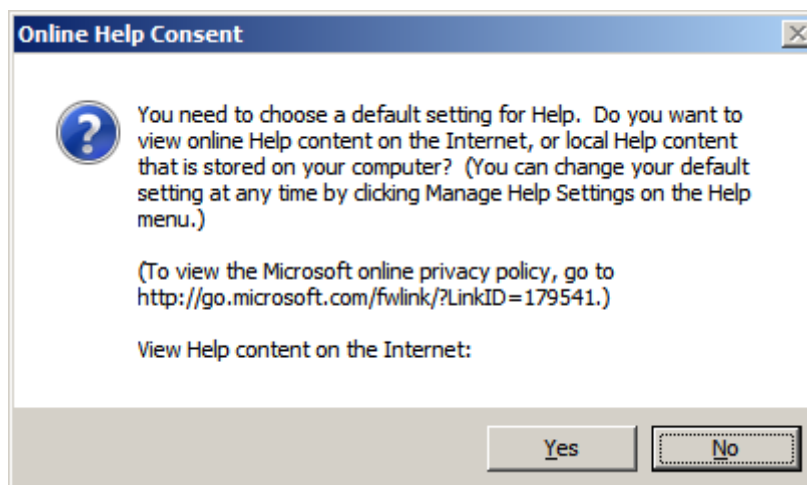 Online Help Consent
You need to choose a default setting for Help.  Do you want to
view online Help content on the Internet, or local Help content
that is stored on your computer?  (You can change your default
setting at any time by clicking Manage Help Settings on the Help
menu.)
(To view the Microsoft online privacy policy, go to
http://go.microsoft.com/fwlink/?LinkID=179541.)
View Help content on the Internet:
Yes
No